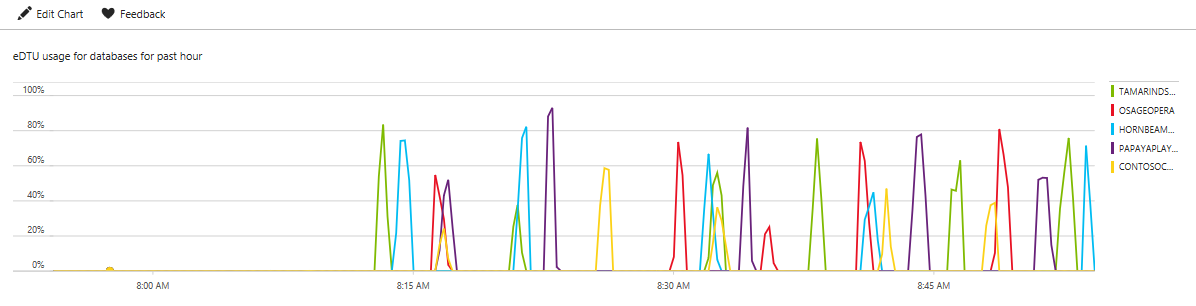 Edit Chart Feedback
eDTU usage for databases for past hour
100%
80%
60%
40%
20%
0%
8:00 AM 8:15 AM 8:30 AM 8:45 AM
TAMARINDS...
OSAGEOPERA
HORNBEAM...
PAPAYAPLAY...
CONTOSOC...